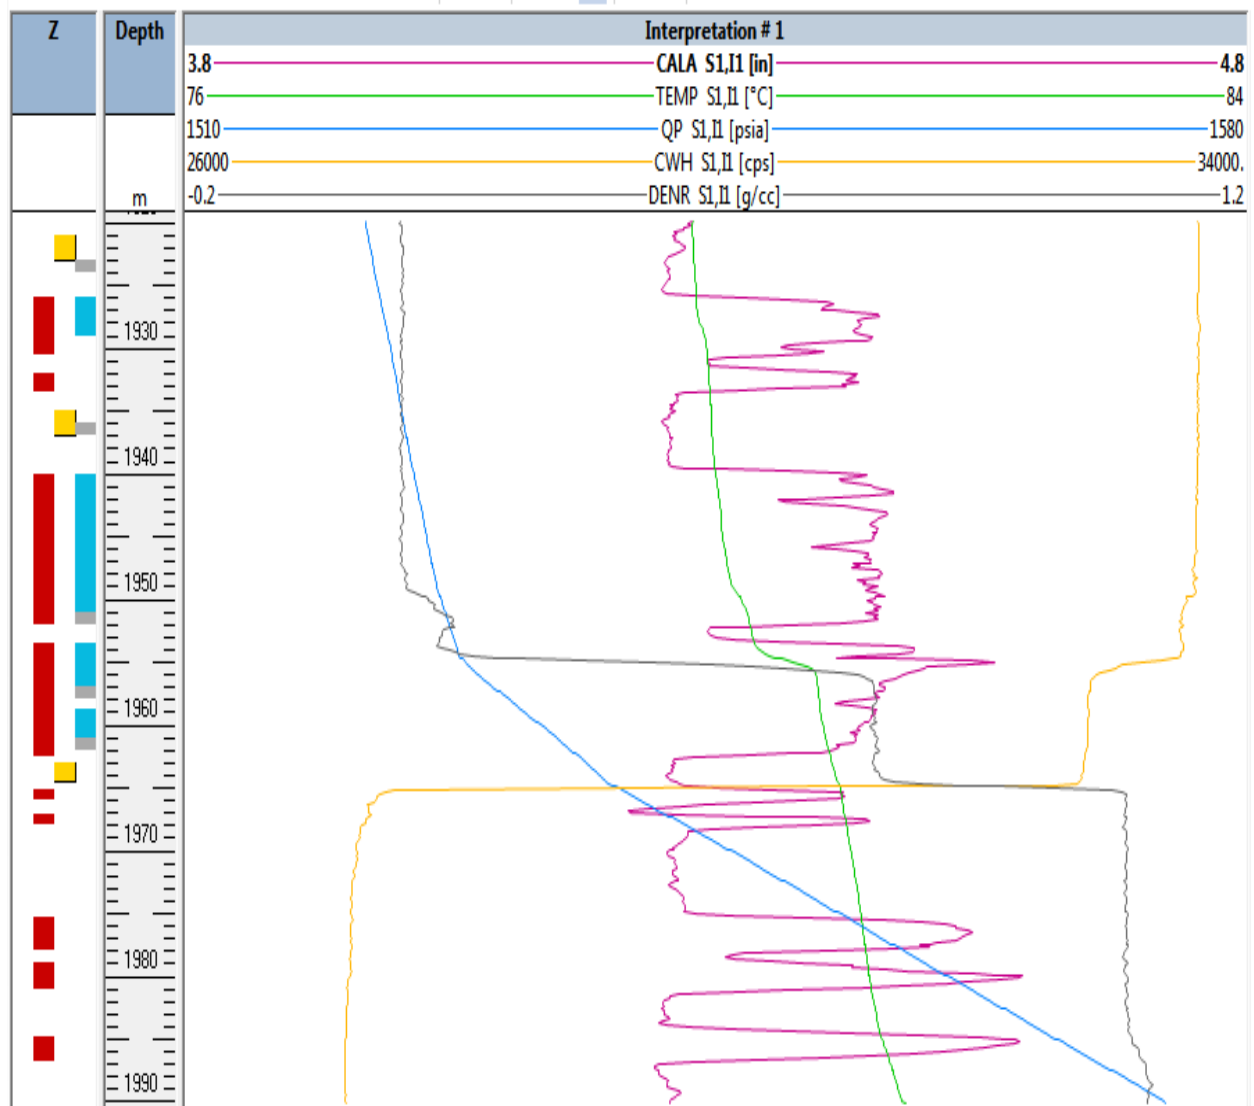 Z Depth Interpretation # 1
3.8 CALA S1,I1 [in] 4.8
76 TEMP S1,I1 [°C] 84
1510 QP S1,I1 [psia] 1580
26000 CWH S1,I1 [cps] 34000.
m -0.2 DENR S1,I1 [g/cc] 1.2
1930
1940
1950
1960
1970
1980
1990